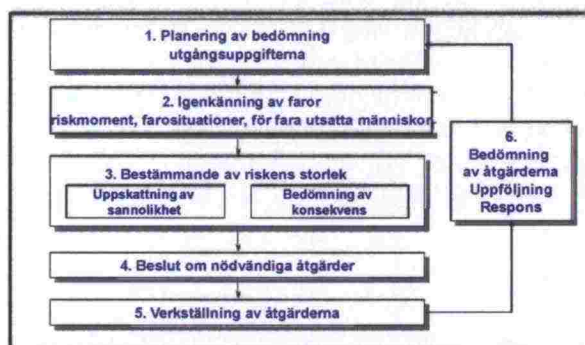 1. Planering av bedömning
utgångsuppgifterna
2. Igenkänning av faror
riskmoment, farosituationer, för fara utsatta människor
3. Bestämmande av riskens storlek
Uppskattning av
sannolikhet
Bedömning av
konsekvens
4. Beslut om nödvändiga åtgärder
5. Verkställning av åtgärderna
6.
Bedömning
av åtgärderna
Uppföljning
Respons